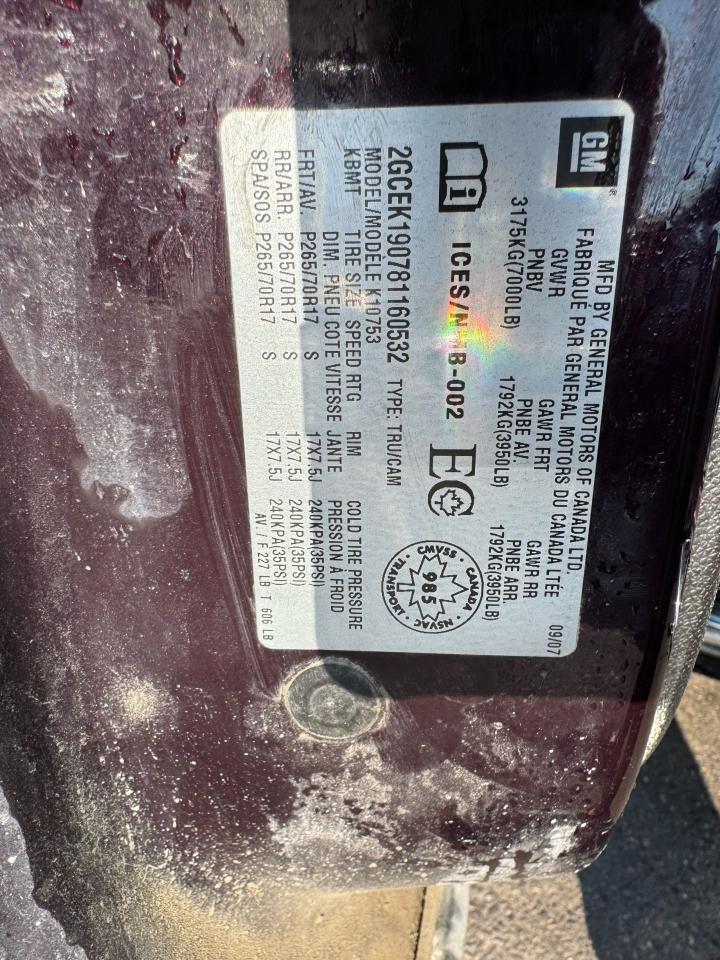 GM®
MFD BY GENERAL MOTORS OF CANADA LTD.
FABRIQUÉ PAR GENERAL MOTORS DU CANADA LTEE 09/07
GVWR GAWR FRT GAWR RR
PNBV PNBE AV. PNBE ARR.
3175KG(7000LB) 1792KG(3950LB) 1792KG(3950LB)
i ICES/ B-002
CANADA · NSVAC · TRANSPORT · CMVSS
985
2GCEK190781160532 TYPE: TRU/CAM
MODEL/MODELE K10753
KBMT TIRE SIZE SPEED RTG RIM COLD TIRE PRESSURE
DIM. PNEU COTE VITESSE JANTE PRESSION À FROID
FRT/AV. P265/70R17 S 17X7.5J 240KPA(35PSI)
RR/ARR. P265/70R17 S 17X7.5J 240KPA(35PSI)
SPA/SOS P265/70R17 S 17X7.5J 240KPA(35PSI)
AV / F 227 LB T 606 LB